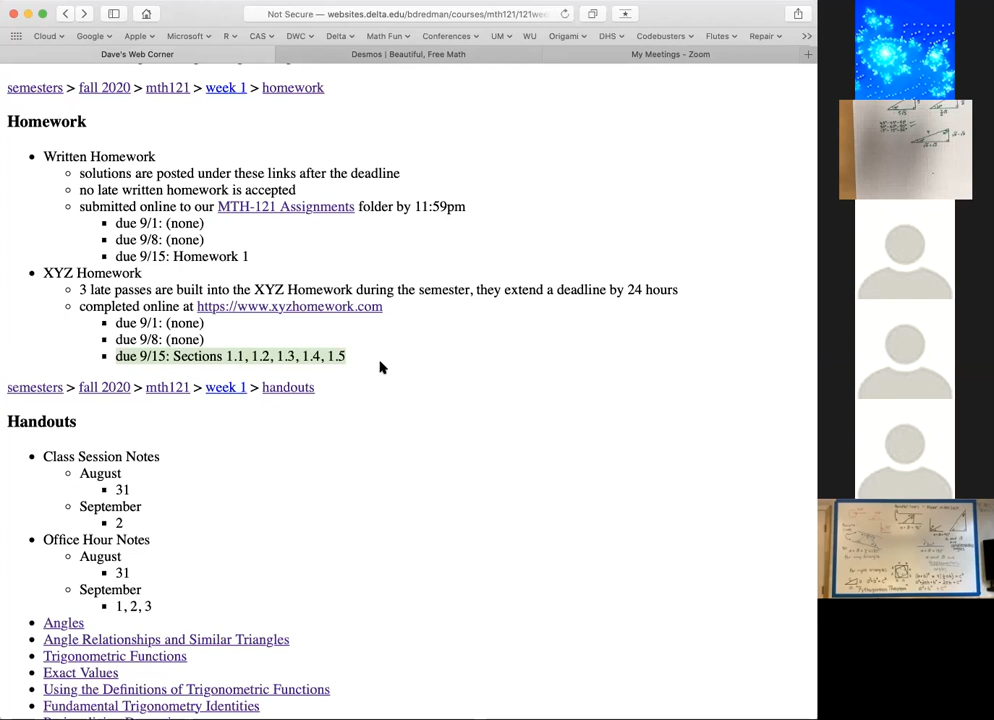 Not Secure — websites.delta.edu/bdredman/courses/mth121/121wee
Cloud Google Apple Microsoft R CAS DWC Delta Math Fun Conferences UM WU Origami DHS Codebusters Flutes Repair >>
Dave's Web Corner Desmos | Beautiful, Free Math My Meetings - Zoom +
semesters > fall 2020 > mth121 > week 1 > homework
Homework
• Written Homework
◦ solutions are posted under these links after the deadline
◦ no late written homework is accepted
◦ submitted online to our MTH-121 Assignments folder by 11:59pm
▪ due 9/1: (none)
▪ due 9/8: (none)
▪ due 9/15: Homework 1
• XYZ Homework
◦ 3 late passes are built into the XYZ Homework during the semester, they extend a deadline by 24 hours
◦ completed online at https://www.xyzhomework.com
▪ due 9/1: (none)
▪ due 9/8: (none)
▪ due 9/15: Sections 1.1, 1.2, 1.3, 1.4, 1.5
semesters > fall 2020 > mth121 > week 1 > handouts
Handouts
• Class Session Notes
◦ August
▪ 31
◦ September
▪ 2
• Office Hour Notes
◦ August
▪ 31
◦ September
▪ 1, 2, 3
• Angles
• Angle Relationships and Similar Triangles
• Trigonometric Functions
• Exact Values
• Using the Definitions of Trigonometric Functions
• Fundamental Trigonometry Identities
Pythagorean Theorem